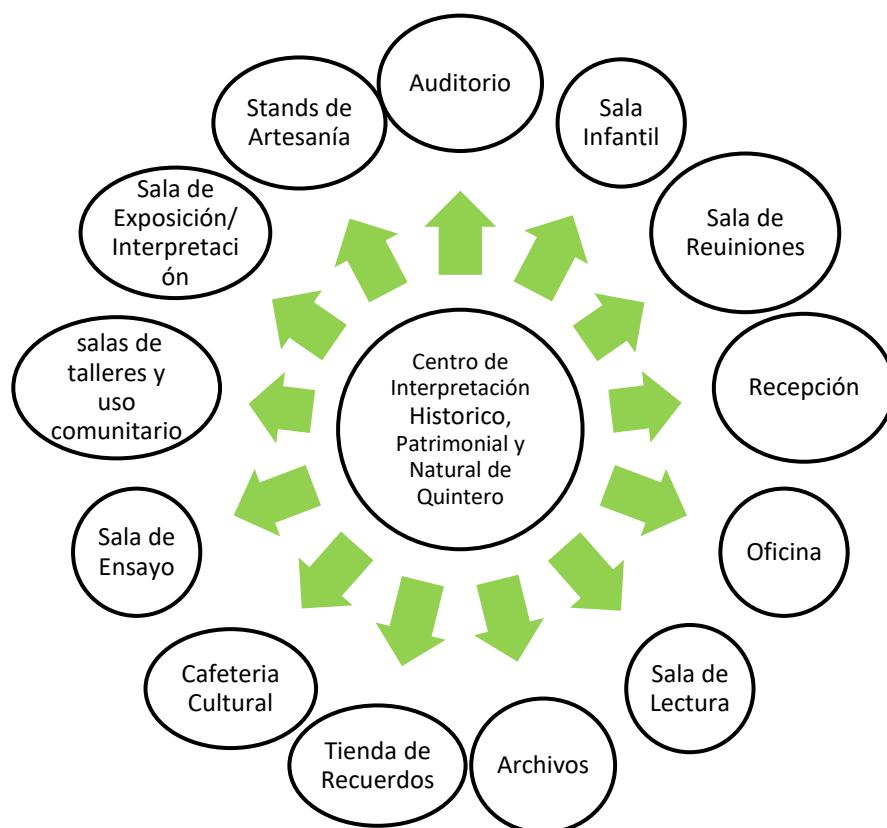 Auditorio
Sala
Infantil
Sala de
Reuiniones
Recepción
Oficina
Sala de
Lectura
Archivos
Tienda de
Recuerdos
Cafeteria
Cultural
Sala de
Ensayo
salas de
talleres y
uso
comunitario
Sala de
Exposición/
Interpretaci
ón
Stands de
Artesanía
Centro de
Interpretación
Historico,
Patrimonial y
Natural de
Quintero